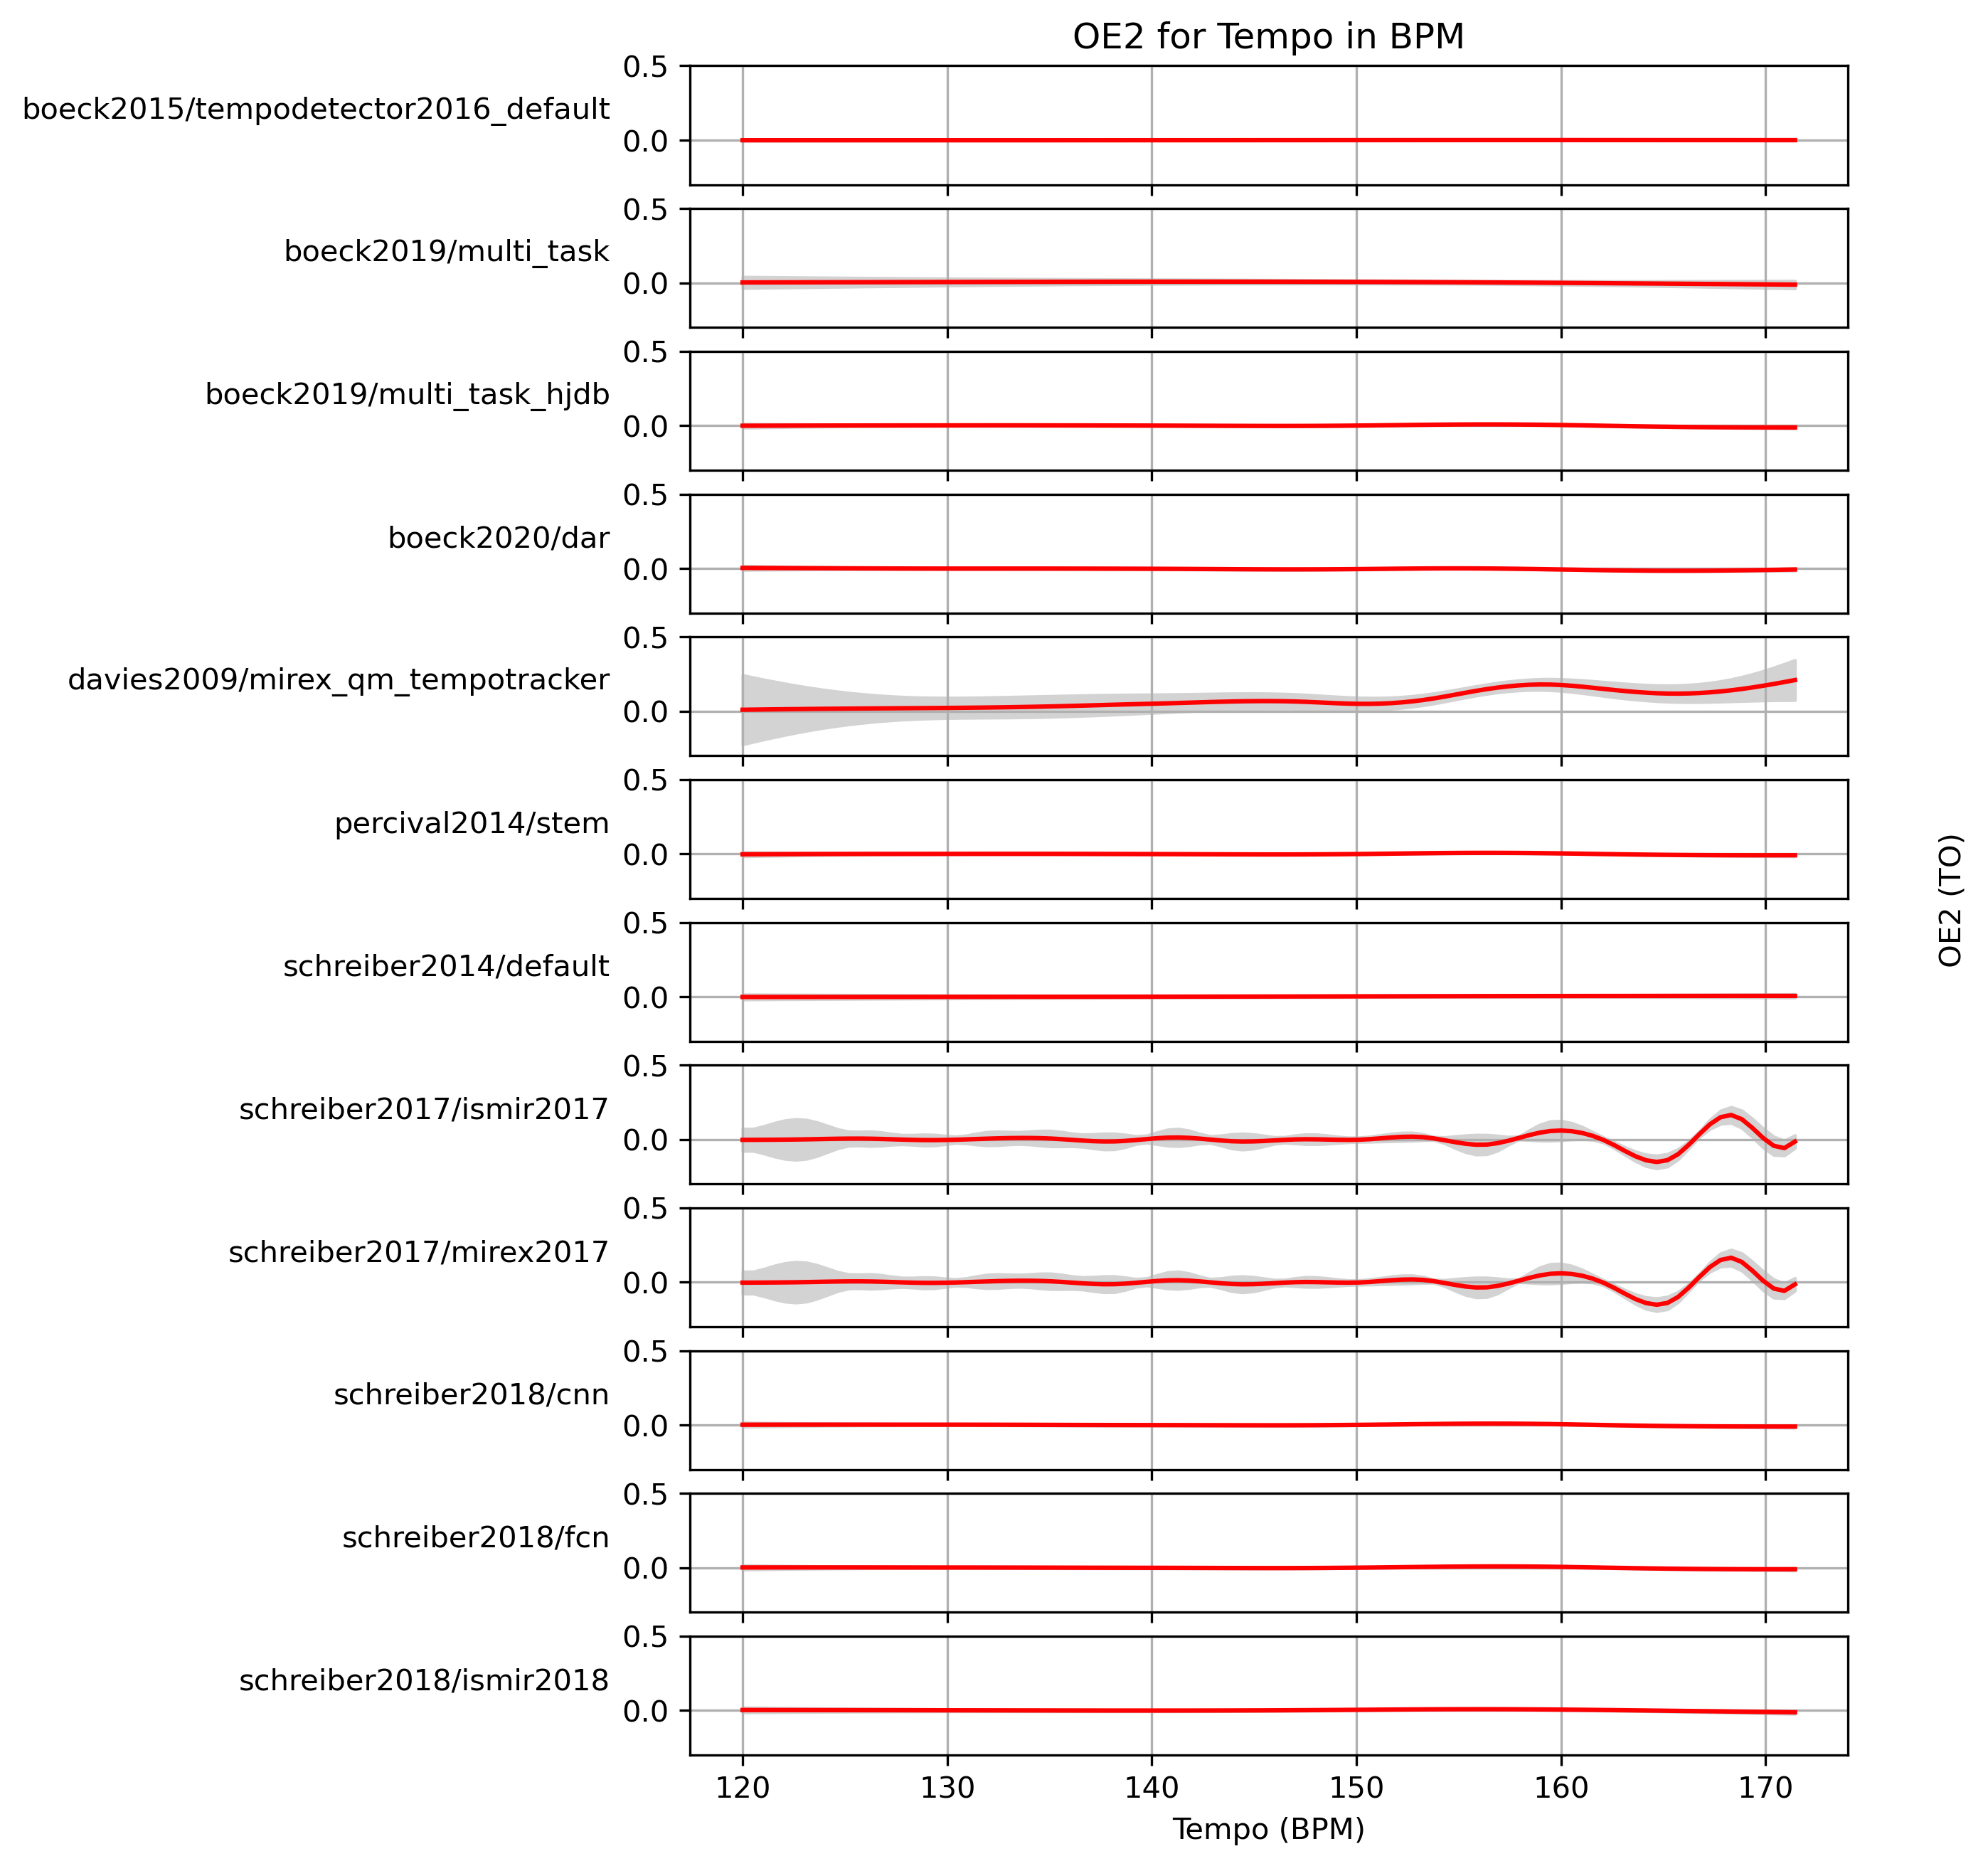 OE2 for Tempo in BPM
boeck2015/tempodetector2016_default
0.5
0.0
boeck2019/multi_task
0.5
0.0
boeck2019/multi_task_hjdb
0.5
0.0
boeck2020/dar
0.5
0.0
davies2009/mirex_qm_tempotracker
0.5
0.0
percival2014/stem
0.5
0.0
schreiber2014/default
0.5
0.0
schreiber2017/ismir2017
0.5
0.0
schreiber2017/mirex2017
0.5
0.0
schreiber2018/cnn
0.5
0.0
schreiber2018/fcn
0.5
0.0
schreiber2018/ismir2018
0.5
0.0
120 130 140 150 160 170
Tempo (BPM)
OE2 (TO)